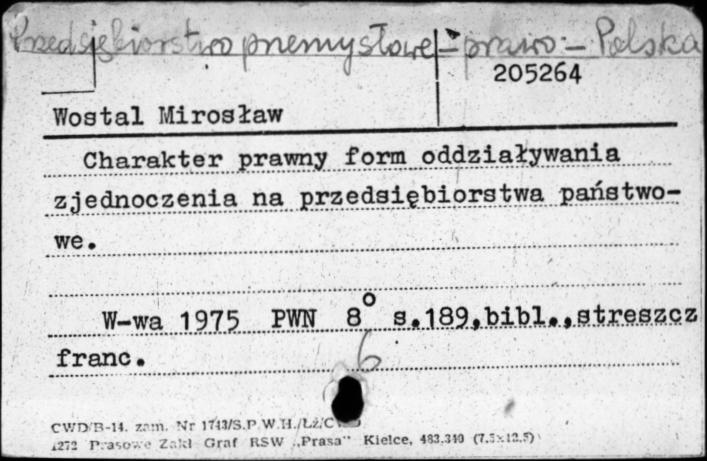 Przedsiębiorstwo przemysłowe - prawo - Polska
205264
Wostal Mirosław
Charakter prawny form oddziaływania
zjednoczenia na przedsiębiorstwa państwo-
we.
W-wa 1975 PWN 8° s.189,bibl.,streszcz
franc.
6
CWD/B-14. zam. Nr 1743/S.P.W.H./Łż/
1272 Prasowe Zakł Graf RSW „Prasa" Kielce, 483.340 (7.5×12.5)